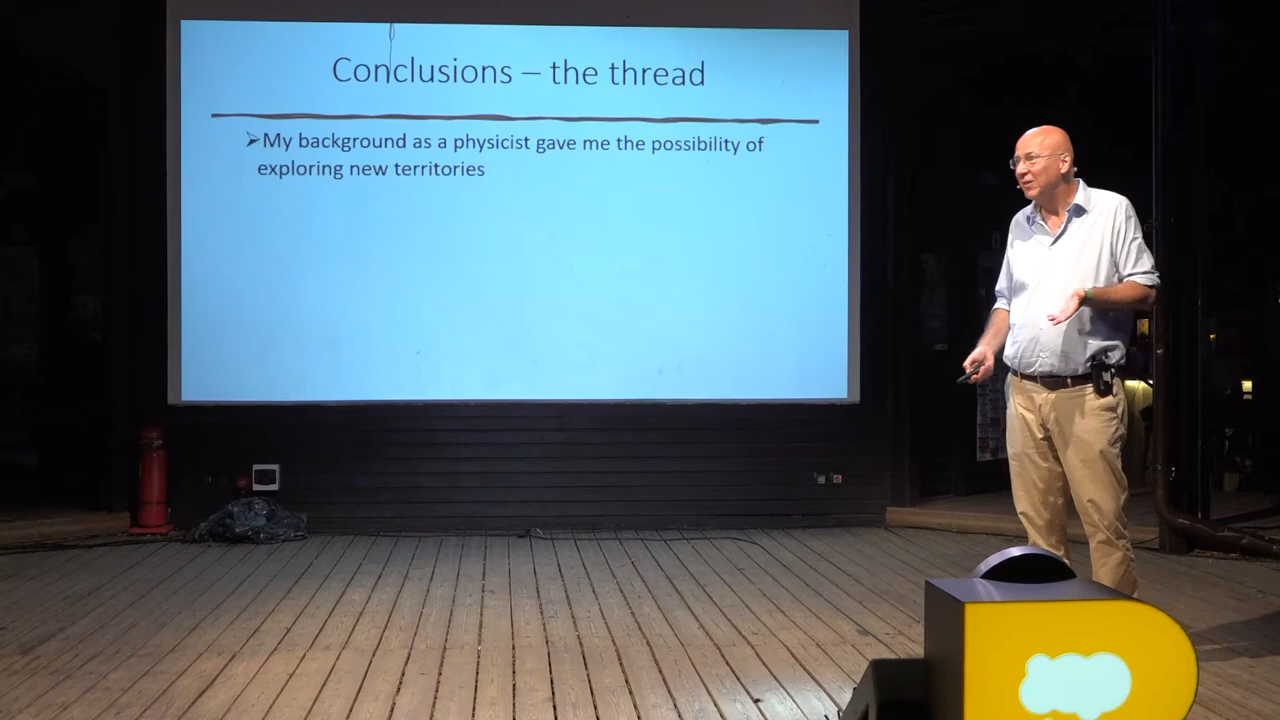 Conclusions – the thread
➢My background as a physicist gave me the possibility of
exploring new territories